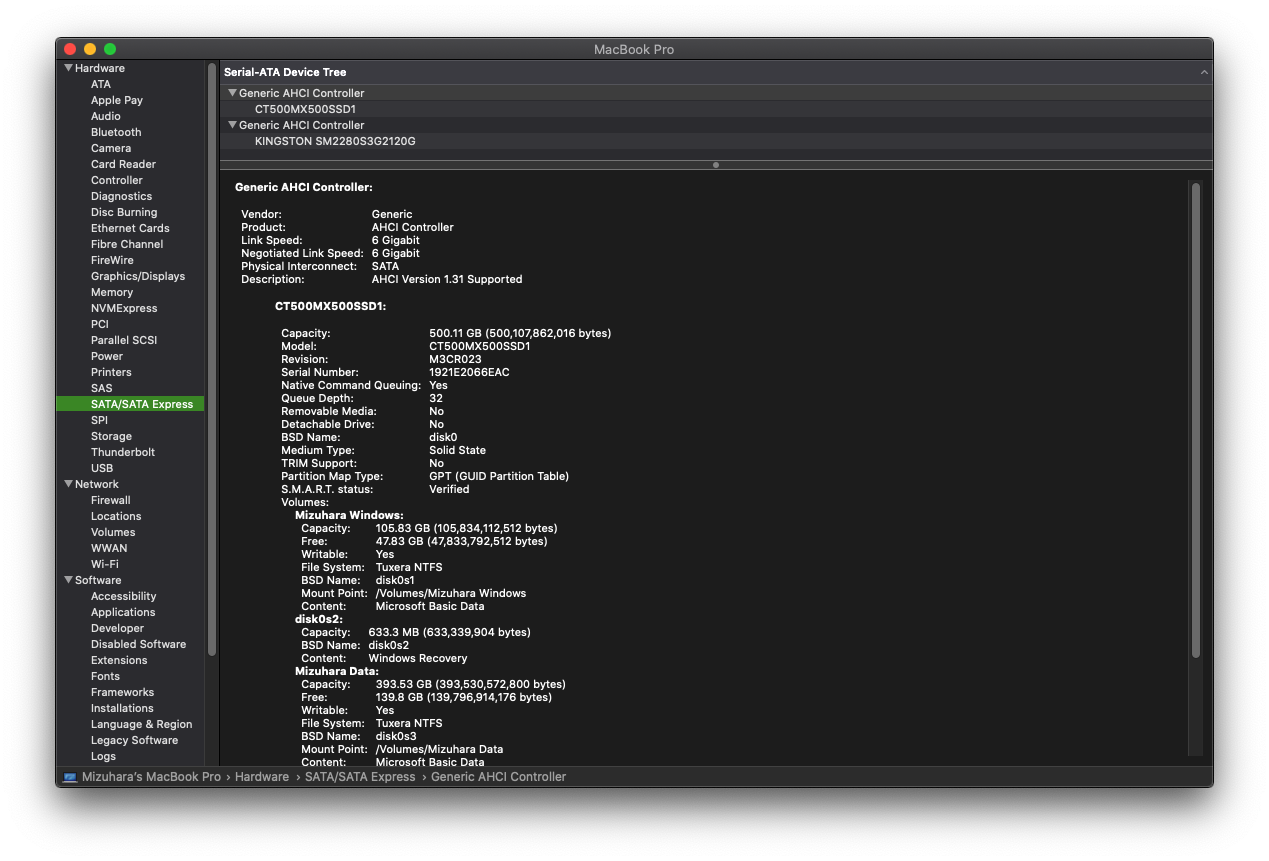 MacBook Pro
Hardware
ATA
Apple Pay
Audio
Bluetooth
Camera
Card Reader
Controller
Diagnostics
Disc Burning
Ethernet Cards
Fibre Channel
FireWire
Graphics/Displays
Memory
NVMExpress
PCI
Parallel SCSI
Power
Printers
SAS
SATA/SATA Express
SPI
Storage
Thunderbolt
USB
Network
Firewall
Locations
Volumes
WWAN
Wi-Fi
Software
Accessibility
Applications
Developer
Disabled Software
Extensions
Fonts
Frameworks
Installations
Language & Region
Legacy Software
Logs
Serial-ATA Device Tree
Generic AHCI Controller
CT500MX500SSD1
Generic AHCI Controller
KINGSTON SM2280S3G2120G
Generic AHCI Controller:
Vendor: Generic
Product: AHCI Controller
Link Speed: 6 Gigabit
Negotiated Link Speed: 6 Gigabit
Physical Interconnect: SATA
Description: AHCI Version 1.31 Supported
CT500MX500SSD1:
Capacity: 500.11 GB (500,107,862,016 bytes)
Model: CT500MX500SSD1
Revision: M3CR023
Serial Number: 1921E2066EAC
Native Command Queuing: Yes
Queue Depth: 32
Removable Media: No
Detachable Drive: No
BSD Name: disk0
Medium Type: Solid State
TRIM Support: No
Partition Map Type: GPT (GUID Partition Table)
S.M.A.R.T. status: Verified
Volumes:
Mizuhara Windows:
Capacity: 105.83 GB (105,834,112,512 bytes)
Free: 47.83 GB (47,833,792,512 bytes)
Writable: Yes
File System: Tuxera NTFS
BSD Name: disk0s1
Mount Point: /Volumes/Mizuhara Windows
Content: Microsoft Basic Data
disk0s2:
Capacity: 633.3 MB (633,339,904 bytes)
BSD Name: disk0s2
Content: Windows Recovery
Mizuhara Data:
Capacity: 393.53 GB (393,530,572,800 bytes)
Free: 139.8 GB (139,796,914,176 bytes)
Writable: Yes
File System: Tuxera NTFS
BSD Name: disk0s3
Mount Point: /Volumes/Mizuhara Data
Content: Microsoft Basic Data
Mizuhara's MacBook Pro › Hardware › SATA/SATA Express › Generic AHCI Controller